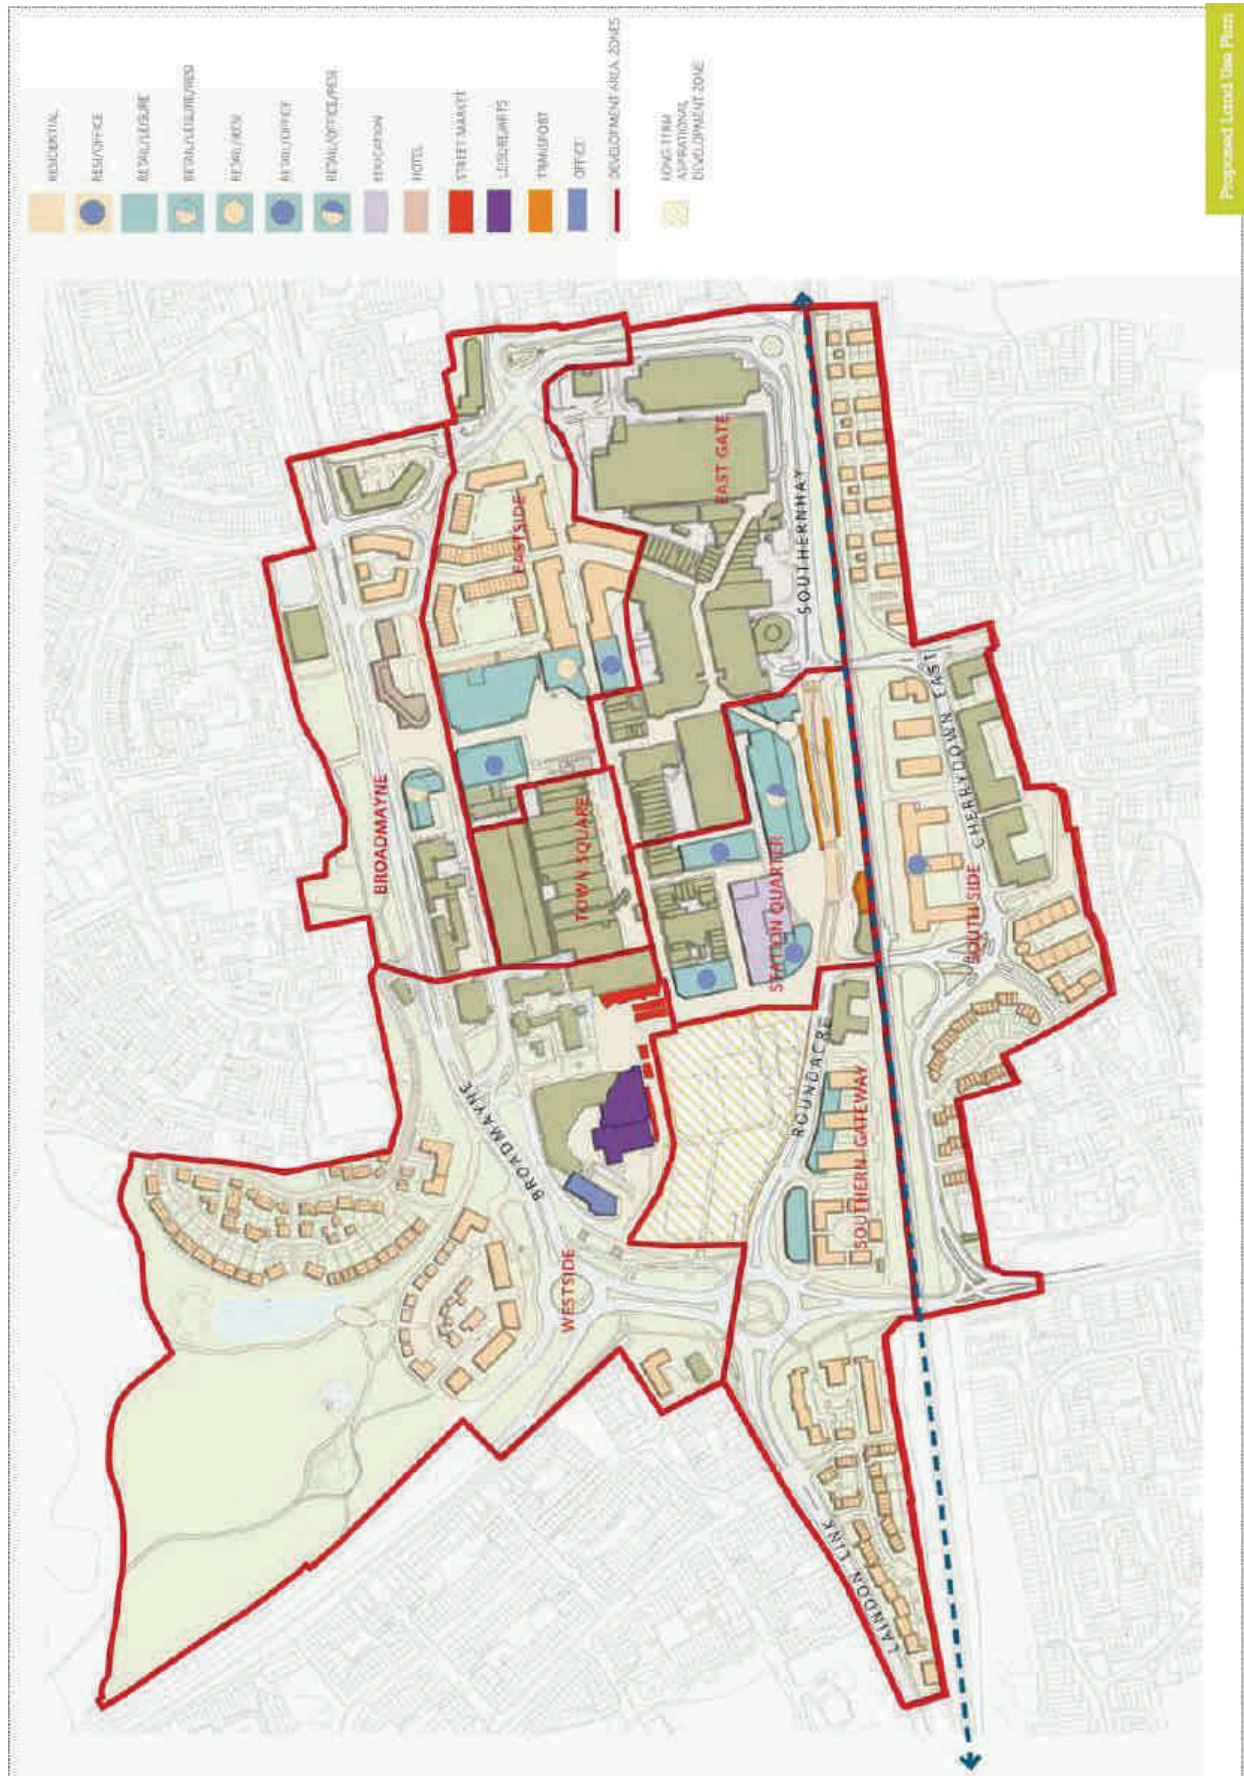 RESIDENTIAL
RESI/OFFICE
RETAIL/LEISURE
RETAIL/LEISURE/RESI
RETAIL/RESI
RETAIL/OFFICE
RETAIL/OFFICE/RESI
EDUCATION
HOTEL
STREET MARKET
LEISURE/ARTS
TRANSPORT
OFFICE
DEVELOPMENT AREA ZONES
LONG TERM
ASPIRATIONAL
DEVELOPMENT ZONE
Proposed Land Use Plan
BROADMAYNE
EASTSIDE
EAST GATE
SOUTHERNHAY
TOWN SQUARE
STATION QUARTER
CHERRYDOWN EAST
SOUTH SIDE
BROADMAYNE
ROUNDACRE
SOUTHERN GATEWAY
WESTSIDE
LAINDON LINK